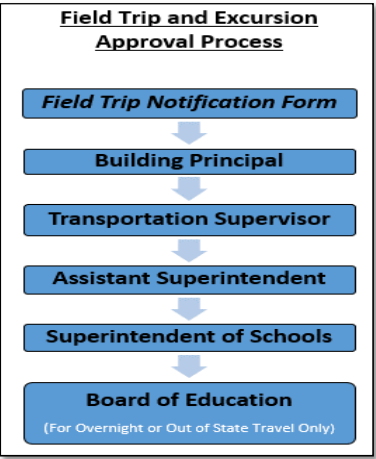 Field Trip and Excursion
Approval Process
Field Trip Notification Form
Building Principal
Transportation Supervisor
Assistant Superintendent
Superintendent of Schools
Board of Education
(For Overnight or Out of State Travel Only)